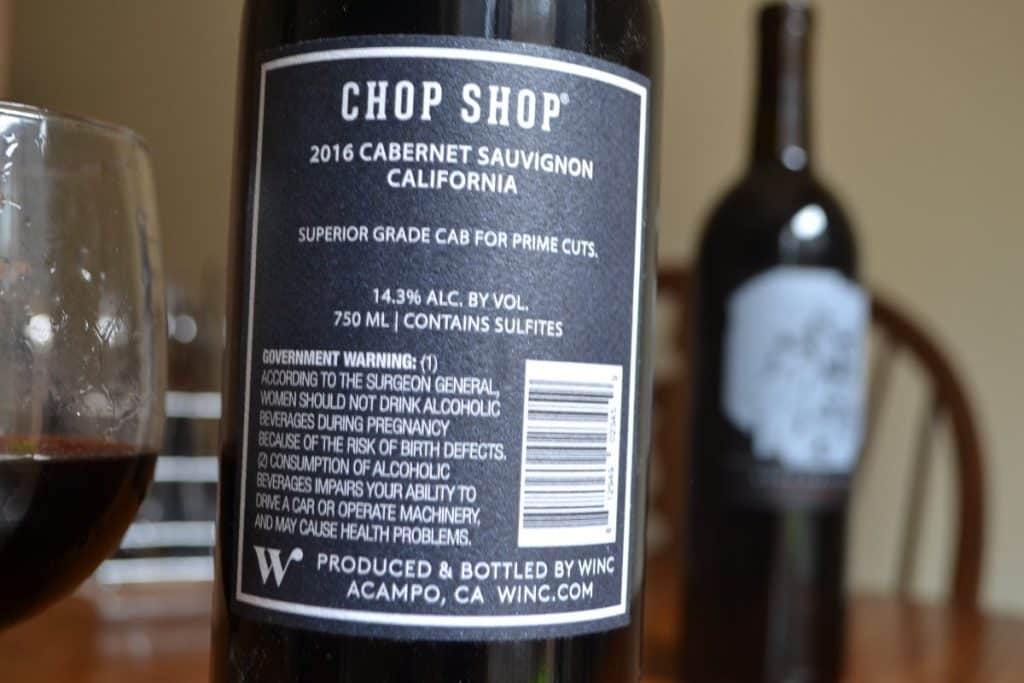 CHOP SHOP®
2016 CABERNET SAUVIGNON
CALIFORNIA
SUPERIOR GRADE CAB FOR PRIME CUTS.
14.3% ALC. BY VOL.
750 ML | CONTAINS SULFITES
GOVERNMENT WARNING: (1)
ACCORDING TO THE SURGEON GENERAL,
WOMEN SHOULD NOT DRINK ALCOHOLIC
BEVERAGES DURING PREGNANCY
BECAUSE OF THE RISK OF BIRTH DEFECTS.
(2) CONSUMPTION OF ALCOHOLIC
BEVERAGES IMPAIRS YOUR ABILITY TO
DRIVE A CAR OR OPERATE MACHINERY,
AND MAY CAUSE HEALTH PROBLEMS.
W PRODUCED & BOTTLED BY WINC
ACAMPO, CA WINC.COM